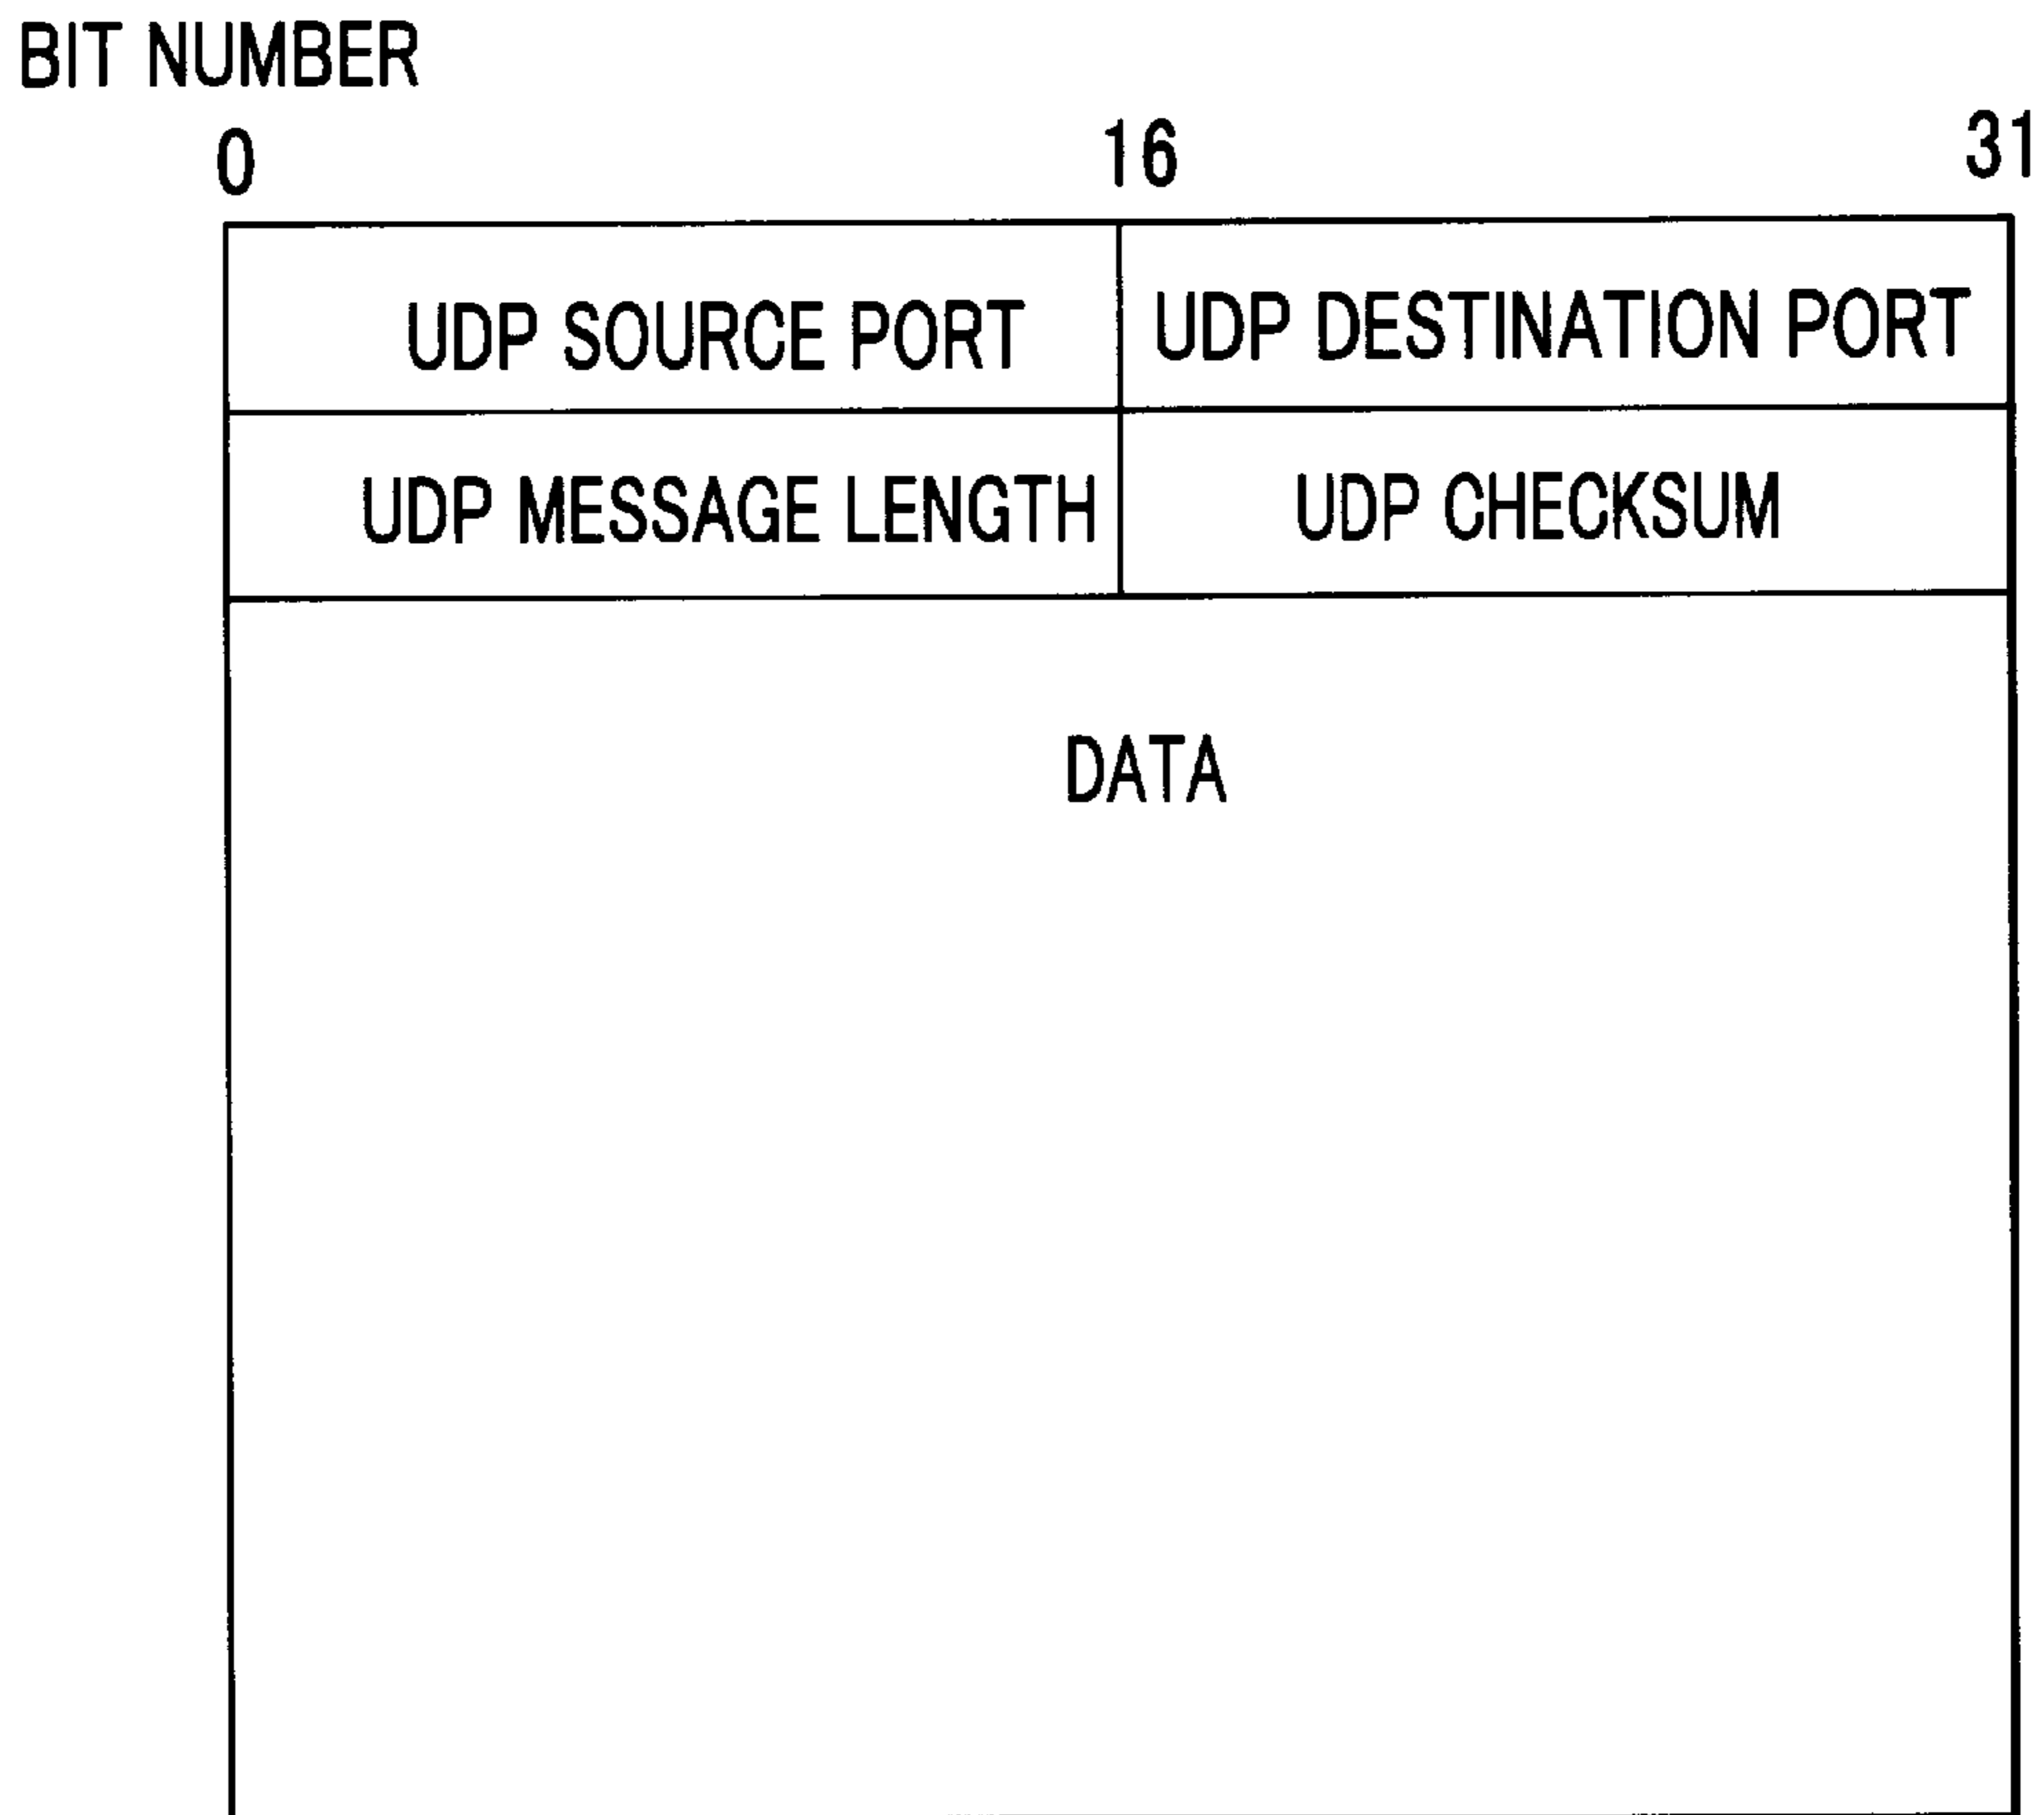 BIT NUMBER
0 16 31
UDP SOURCE PORT UDP DESTINATION PORT
UDP MESSAGE LENGTH UDP CHECKSUM
DATA